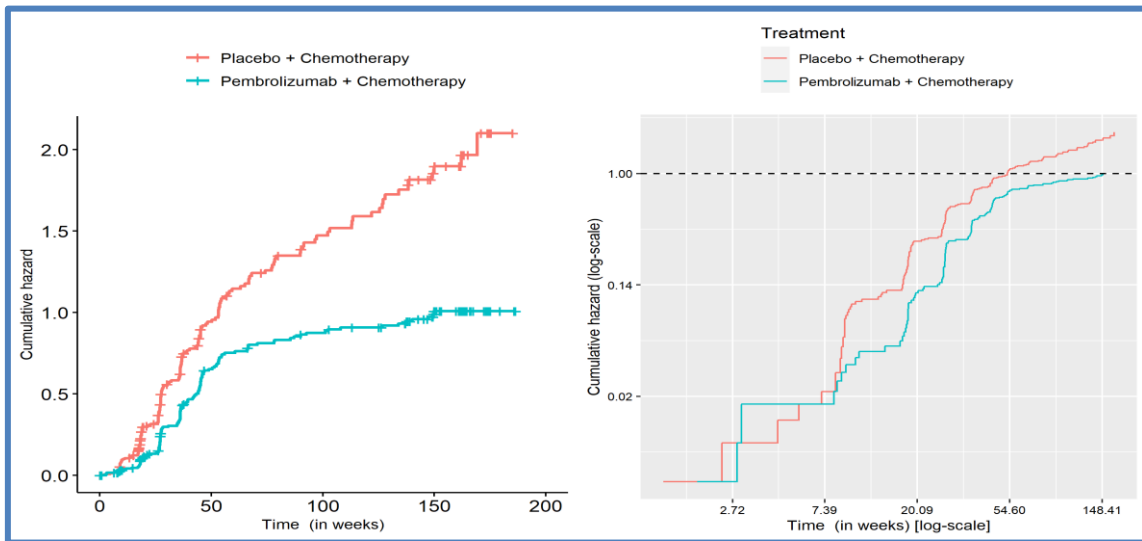 Placebo + Chemotherapy
Pembrolizumab + Chemotherapy
Cumulative hazard
2.0
1.5
1.0
0.5
0.0
0
50
100
150
200
Time (in weeks)
Treatment
Placebo + Chemotherapy
Pembrolizumab + Chemotherapy
Cumulative hazard (log-scale)
1.00
0.14
0.02
2.72
7.39
20.09
54.60
148.41
Time (in weeks) [log-scale]